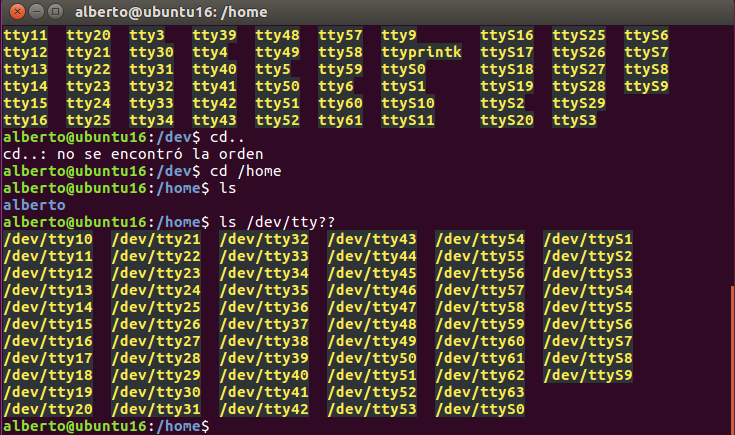 alberto@ubuntu16: /home
tty11 tty20 tty3 tty39 tty48 tty57 tty9 ttyS16 ttyS25 ttyS6
tty12 tty21 tty30 tty4 tty49 tty58 ttyprintk ttyS17 ttyS26 ttyS7
tty13 tty22 tty31 tty40 tty5 tty59 ttyS0 ttyS18 ttyS27 ttyS8
tty14 tty23 tty32 tty41 tty50 tty6 ttyS1 ttyS19 ttyS28 ttyS9
tty15 tty24 tty33 tty42 tty51 tty60 ttyS10 ttyS2 ttyS29
tty16 tty25 tty34 tty43 tty52 tty61 ttyS11 ttyS20 ttyS3
alberto@ubuntu16:/dev$ cd..
cd..: no se encontró la orden
alberto@ubuntu16:/dev$ cd /home
alberto@ubuntu16:/home$ ls
alberto
alberto@ubuntu16:/home$ ls /dev/tty??
/dev/tty10 /dev/tty21 /dev/tty32 /dev/tty43 /dev/tty54 /dev/ttyS1
/dev/tty11 /dev/tty22 /dev/tty33 /dev/tty44 /dev/tty55 /dev/ttyS2
/dev/tty12 /dev/tty23 /dev/tty34 /dev/tty45 /dev/tty56 /dev/ttyS3
/dev/tty13 /dev/tty24 /dev/tty35 /dev/tty46 /dev/tty57 /dev/ttyS4
/dev/tty14 /dev/tty25 /dev/tty36 /dev/tty47 /dev/tty58 /dev/ttyS5
/dev/tty15 /dev/tty26 /dev/tty37 /dev/tty48 /dev/tty59 /dev/ttyS6
/dev/tty16 /dev/tty27 /dev/tty38 /dev/tty49 /dev/tty60 /dev/ttyS7
/dev/tty17 /dev/tty28 /dev/tty39 /dev/tty50 /dev/tty61 /dev/ttyS8
/dev/tty18 /dev/tty29 /dev/tty40 /dev/tty51 /dev/tty62 /dev/ttyS9
/dev/tty19 /dev/tty30 /dev/tty41 /dev/tty52 /dev/tty63
/dev/tty20 /dev/tty31 /dev/tty42 /dev/tty53 /dev/ttyS0
alberto@ubuntu16:/home$